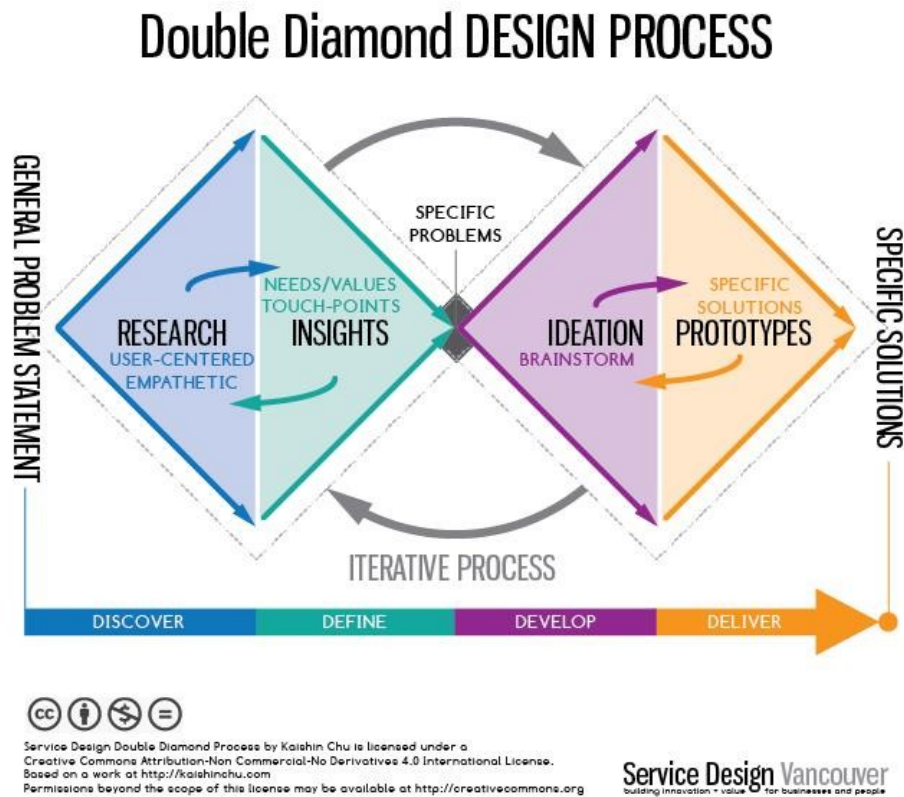 Double Diamond DESIGN PROCESS
GENERAL PROBLEM STATEMENT
SPECIFIC
PROBLEMS
NEEDS/VALUES
TOUCH-POINTS
RESEARCH
INSIGHTS
USER-CENTERED
EMPATHETIC
SPECIFIC
SOLUTIONS
IDEATION
PROTOTYPES
BRAINSTORM
SPECIFIC SOLUTIONS
ITERATIVE PROCESS
DISCOVER
DEFINE
DEVELOP
DELIVER
cc
Service Design Double Diamond Process by Kaishin Chu is licensed under a
Creative Commons Attribution-Non Commercial-No Derivatives 4.0 International License.
Based on a work at http://kaishinchu.com
Permissions beyond the scope of this license may be available at http://creativecommons.org
Service Design Vancouver
building innovation + value for businesses and people